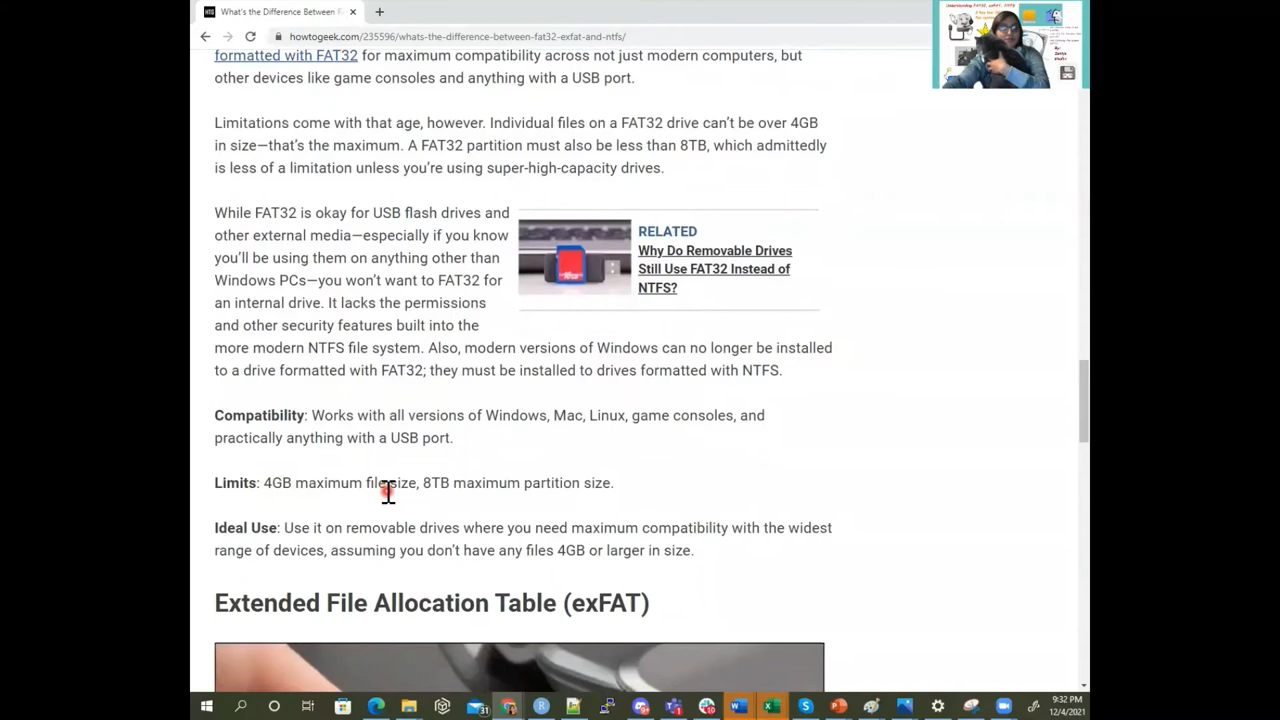 What's the Difference Between F
howtogeek.com
5596/whats-the-difference-between-fat32-exfat-and-ntfs/
formatted with FAT32
maximum compatibility across not just modern computers, but
other devices like game consoles and anything with a USB port.
Limitations come with that age, however. Individual files on a FAT32 drive can't be over 4GB
in size—that's the maximum. A FAT32 partition must also be less than 8TB, which admittedly
is less of a limitation unless you're using super-high-capacity drives.
While FAT32 is okay for USB flash drives and
other external media—especially if you know
you'll be using them on anything other than
Windows PCs—you won't want to FAT32 for
an internal drive. It lacks the permissions
and other security features built into the
more modern NTFS file system. Also, modern versions of Windows can no longer be installed
to a drive formatted with FAT32; they must be installed to drives formatted with NTFS.
RELATED
Why Do Removable Drives
Still Use FAT32 Instead of
NTFS?
Compatibility: Works with all versions of Windows, Mac, Linux, game consoles, and
practically anything with a USB port.
Limits: 4GB maximum file size, 8TB maximum partition size.
Ideal Use: Use it on removable drives where you need maximum compatibility with the widest
range of devices, assuming you don't have any files 4GB or larger in size.
Extended File Allocation Table (exFAT)
9:32 PM
12/4/2021